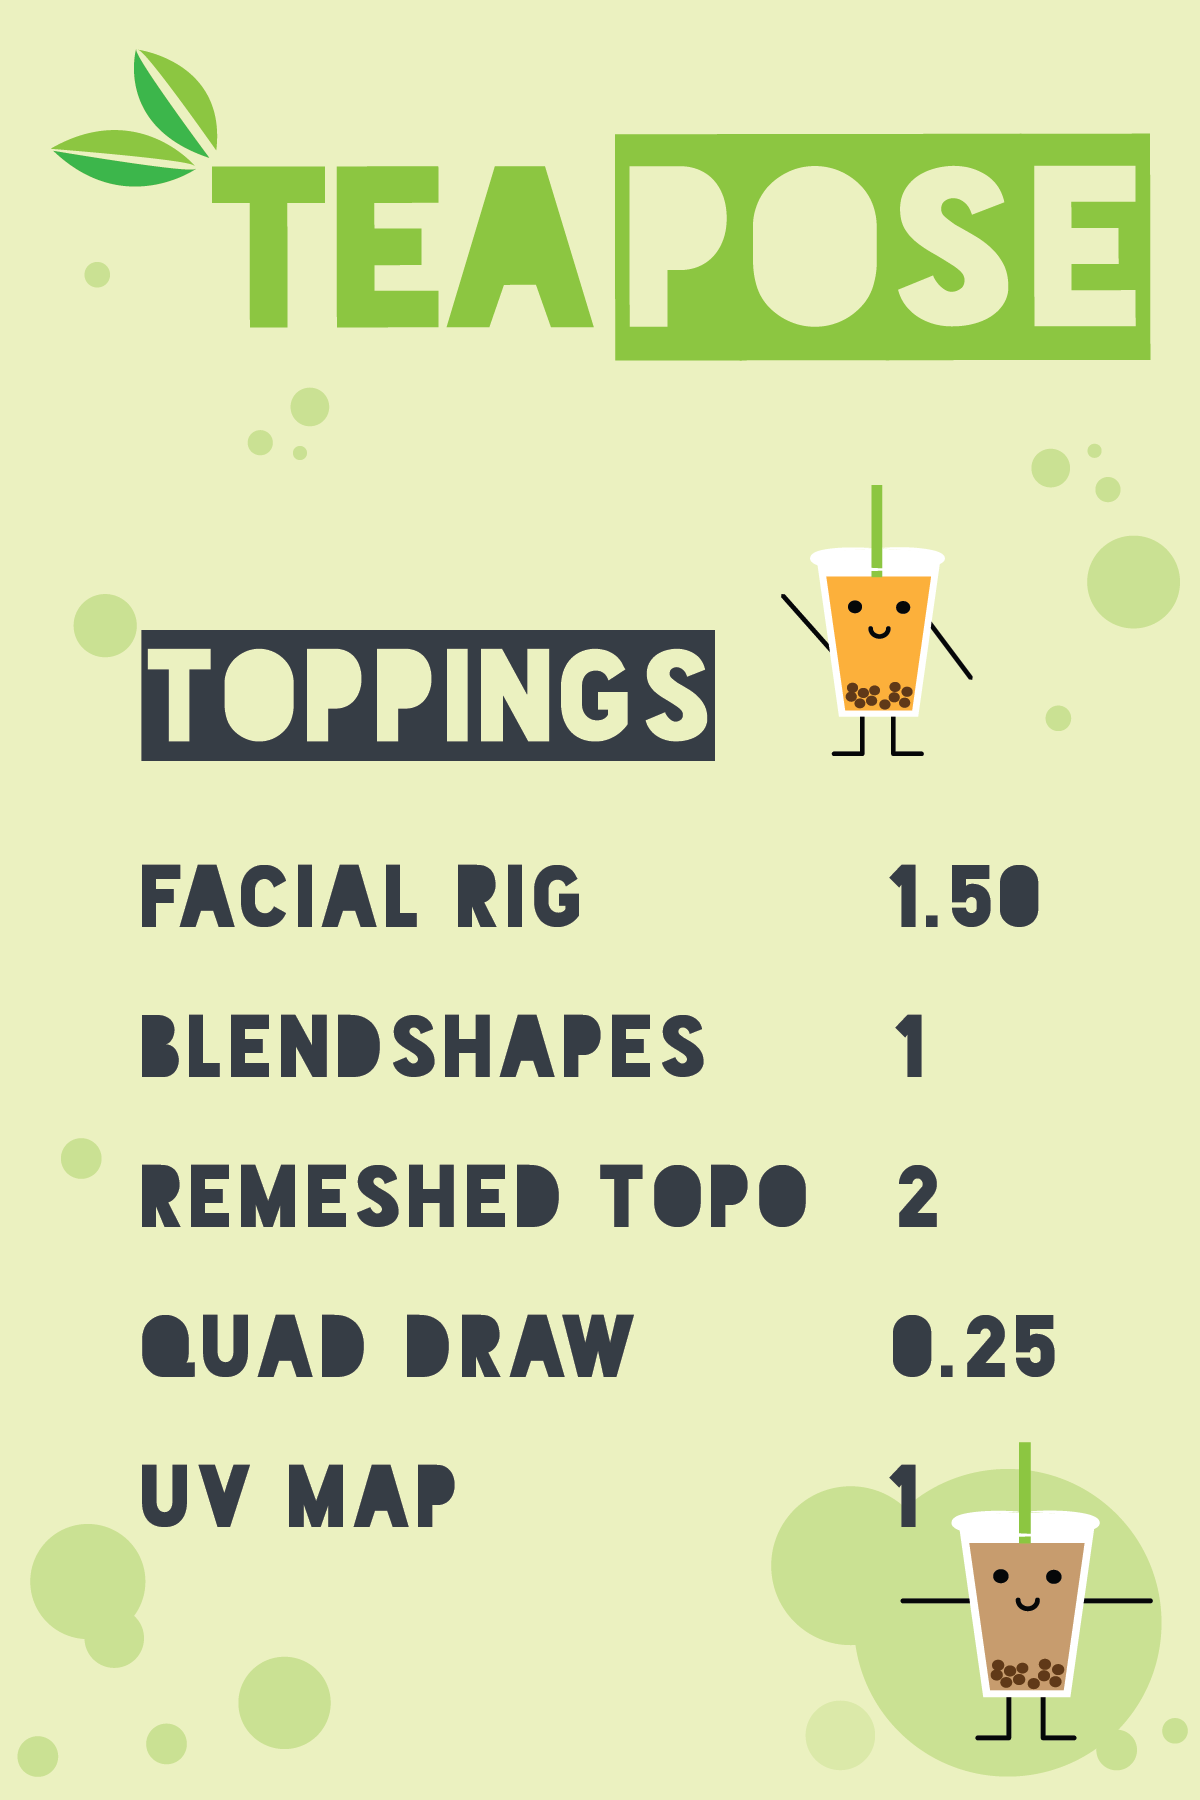 TEAPOSE
TOPPINGS
FACIAL RIG 1.50
BLENDSHAPES 1
REMESHED TOPO 2
QUAD DRAW 0.25
UV MAP 1